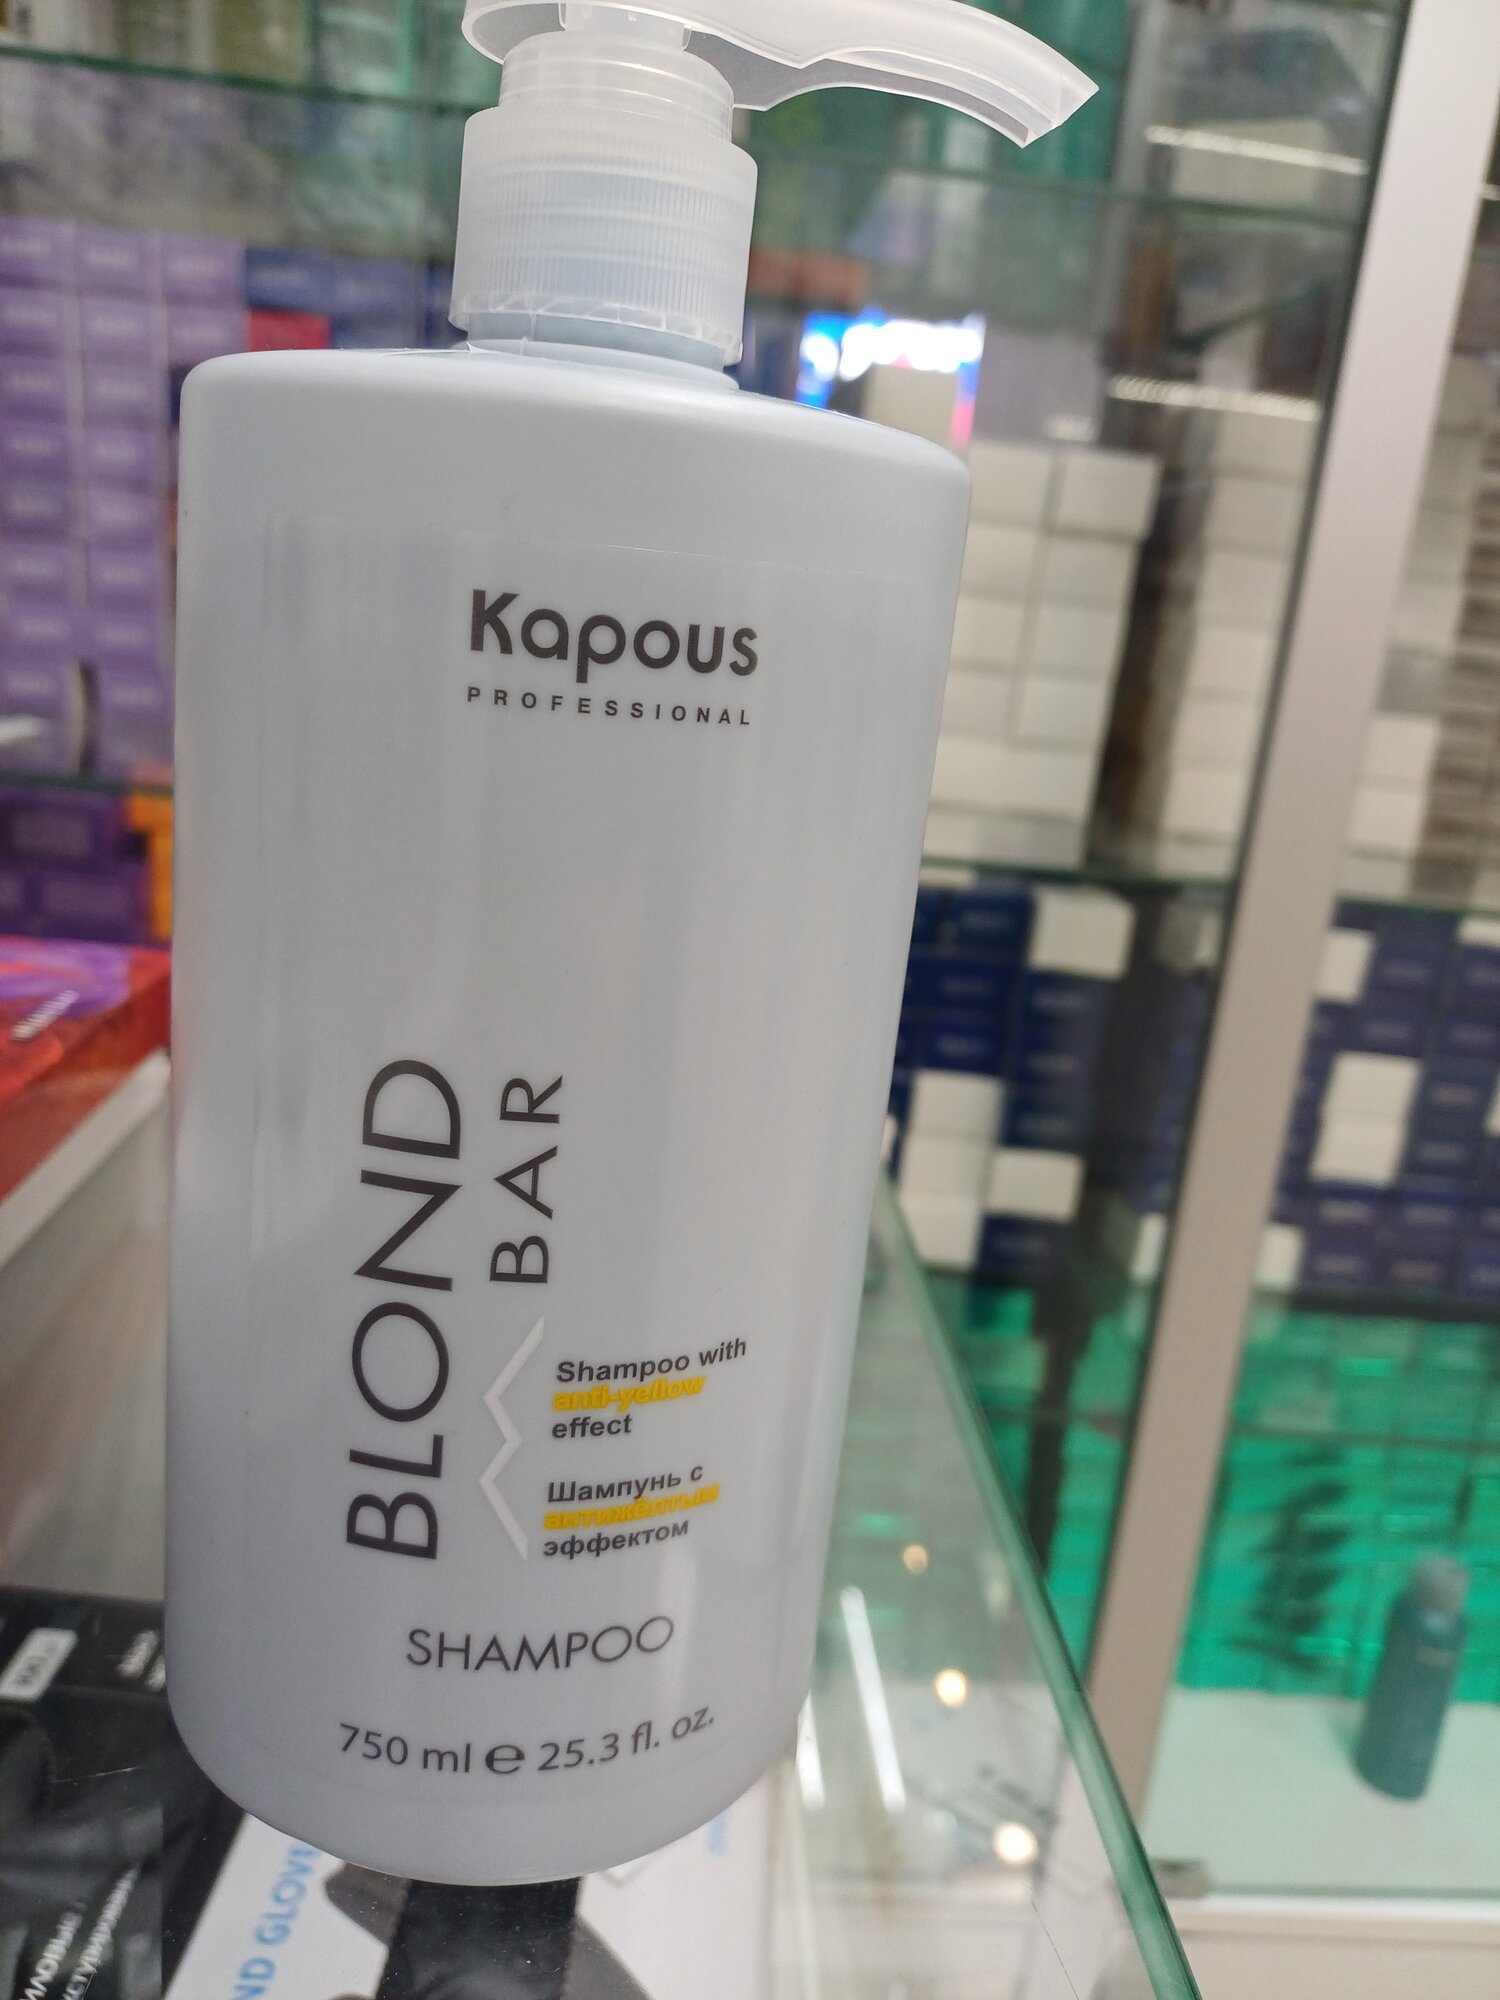 Kapous
PROFESSIONAL
BLOND
BAR
Shampoo with
anti-yellow
effect
Шампунь с
антижёлтым
эффектом
SHAMPOO
750 ml e 25.3 fl. oz.